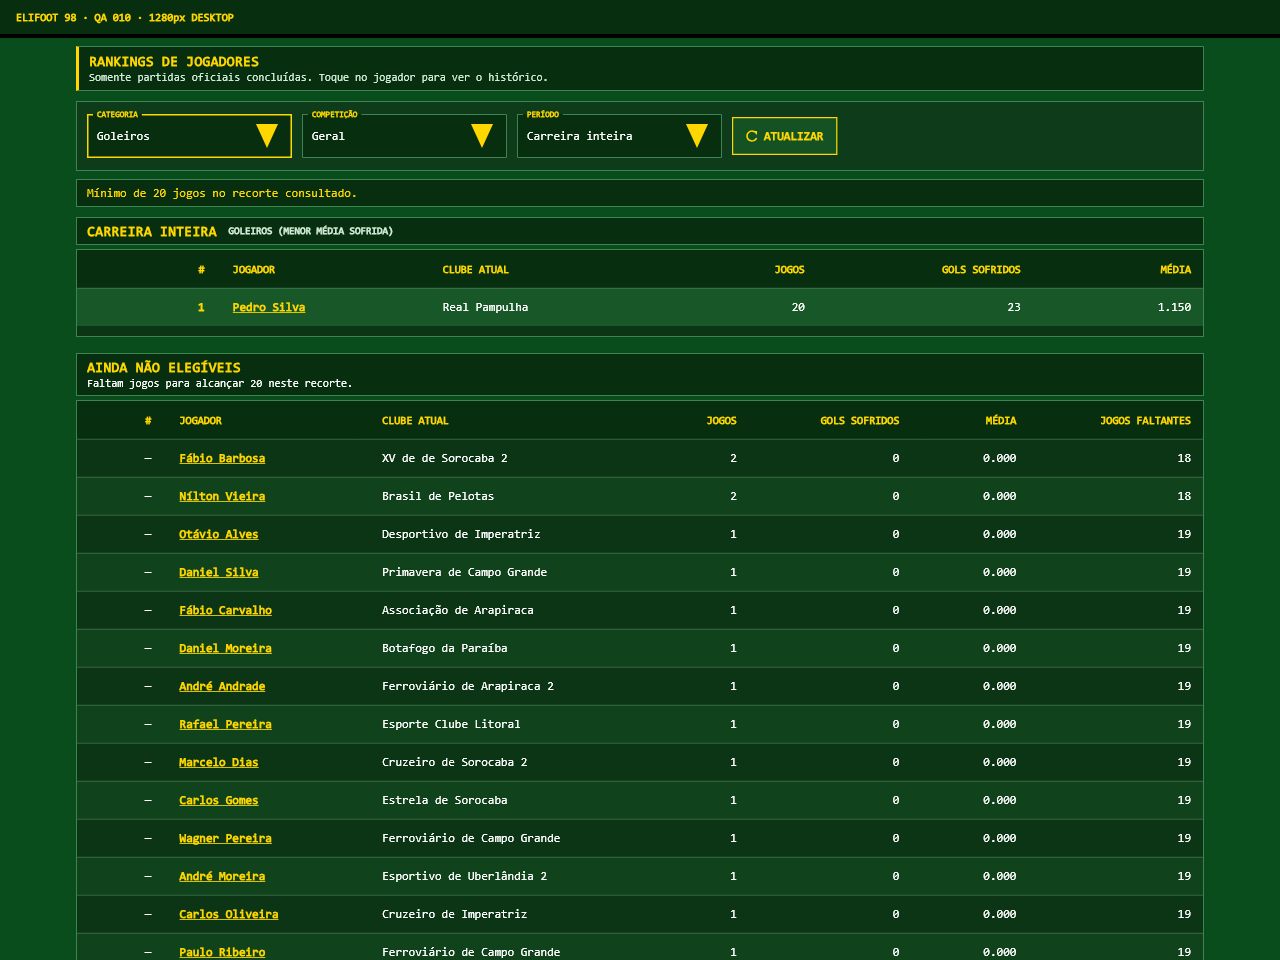 ELIFOOT 98 · QA 010 · 1280px DESKTOP
RANKINGS DE JOGADORES
Somente partidas oficiais concluídas. Toque no jogador para ver o histórico.
CATEGORIA COMPETIÇÃO PERÍODO
Goleiros Geral Carreira inteira ATUALIZAR
Mínimo de 20 jogos no recorte consultado.
CARREIRA INTEIRA GOLEIROS (MENOR MÉDIA SOFRIDA)
# JOGADOR CLUBE ATUAL JOGOS GOLS SOFRIDOS MÉDIA
1 Pedro Silva Real Pampulha 20 23 1.150
AINDA NÃO ELEGÍVEIS
Faltam jogos para alcançar 20 neste recorte.
# JOGADOR CLUBE ATUAL JOGOS GOLS SOFRIDOS MÉDIA JOGOS FALTANTES
— Fábio Barbosa XV de de Sorocaba 2 2 0 0.000 18
— Nílton Vieira Brasil de Pelotas 2 0 0.000 18
— Otávio Alves Desportivo de Imperatriz 1 0 0.000 19
— Daniel Silva Primavera de Campo Grande 1 0 0.000 19
— Fábio Carvalho Associação de Arapiraca 1 0 0.000 19
— Daniel Moreira Botafogo da Paraíba 1 0 0.000 19
— André Andrade Ferroviário de Arapiraca 2 1 0 0.000 19
— Rafael Pereira Esporte Clube Litoral 1 0 0.000 19
— Marcelo Dias Cruzeiro de Sorocaba 2 1 0 0.000 19
— Carlos Gomes Estrela de Sorocaba 1 0 0.000 19
— Wagner Pereira Ferroviário de Campo Grande 1 0 0.000 19
— André Moreira Esportivo de Uberlândia 2 1 0 0.000 19
— Carlos Oliveira Cruzeiro de Imperatriz 1 0 0.000 19
— Paulo Ribeiro Ferroviário de Campo Grande 1 0 0.000 19